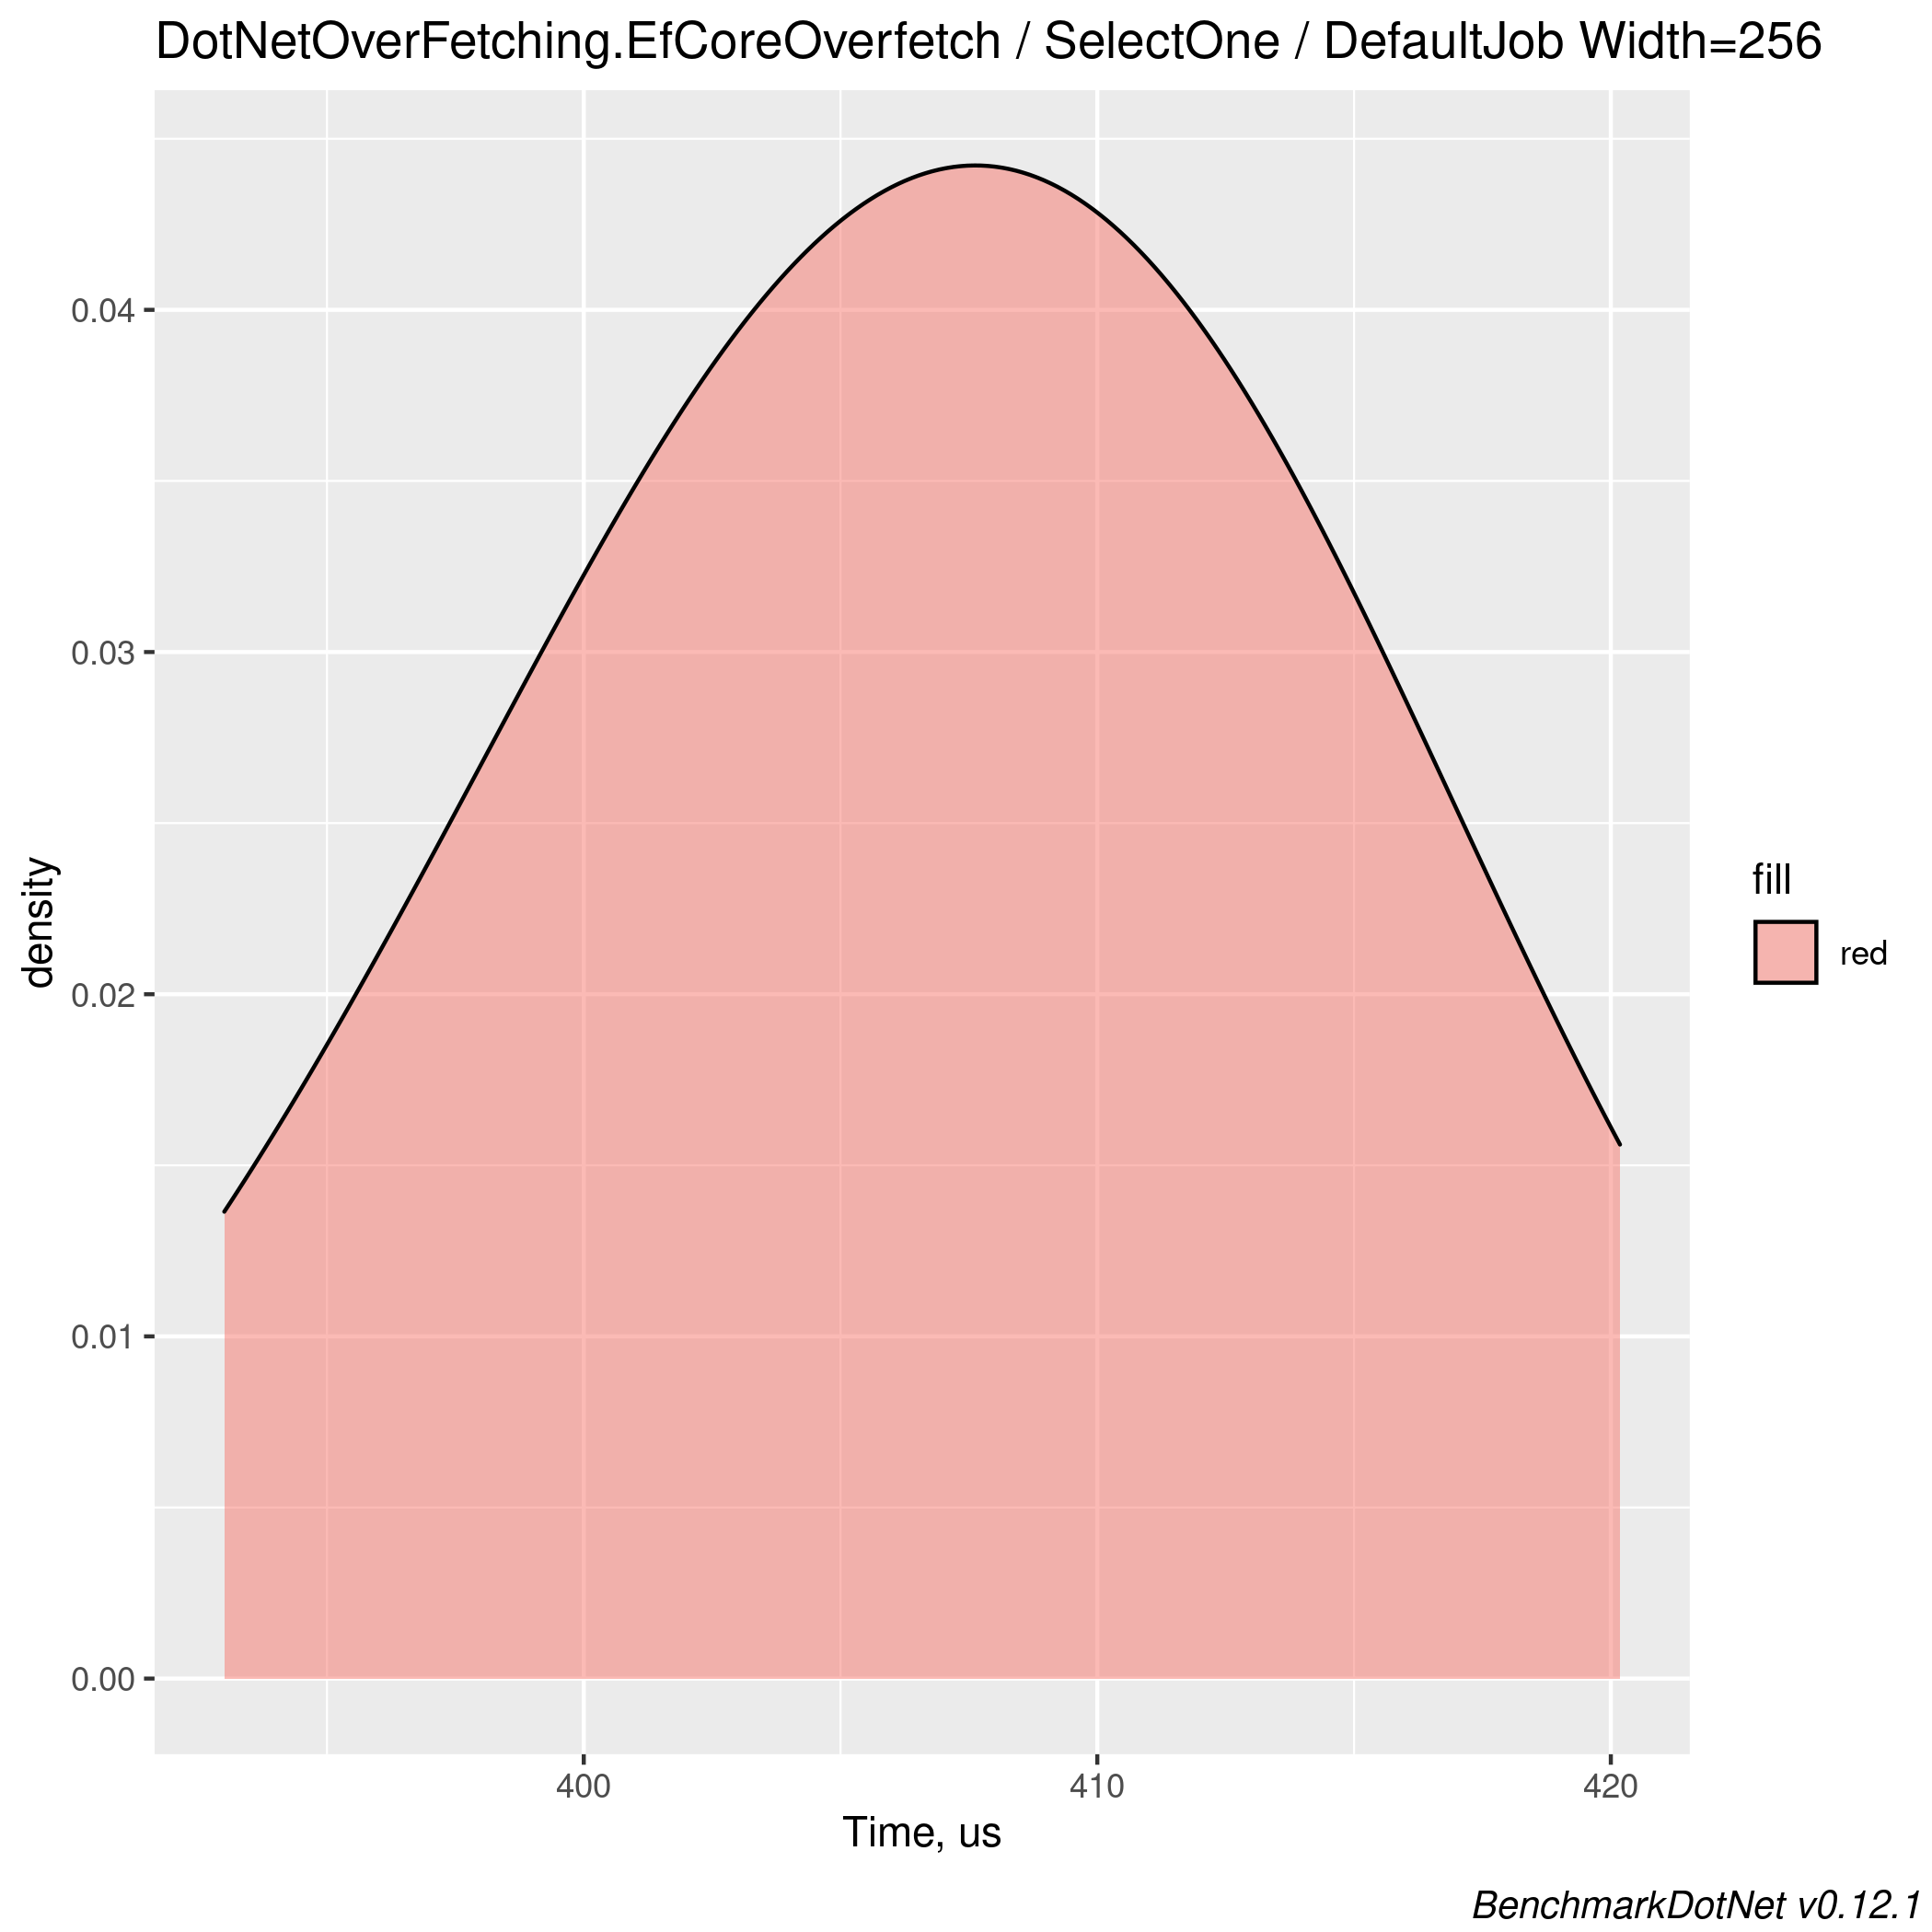 DotNetOverFetching.EfCoreOverfetch / SelectOne / DefaultJob Width=256
density
0.04
0.03
0.02
0.01
0.00
400 410 420
Time, us
fill
red
BenchmarkDotNet v0.12.1